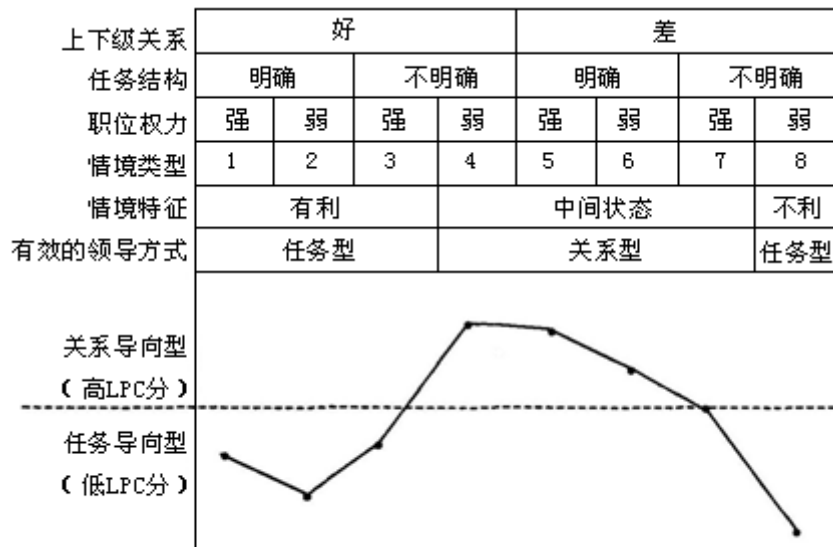 上下级关系 好 差
任务结构 明确 不明确 明确 不明确
职位权力 强 弱 强 弱 强 弱 强 弱
情境类型 1 2 3 4 5 6 7 8
情境特征 有利 中间状态 不利
有效的领导方式 任务型 关系型 任务型
关系导向型
(高LPC分)
任务导向型
(低LPC分)